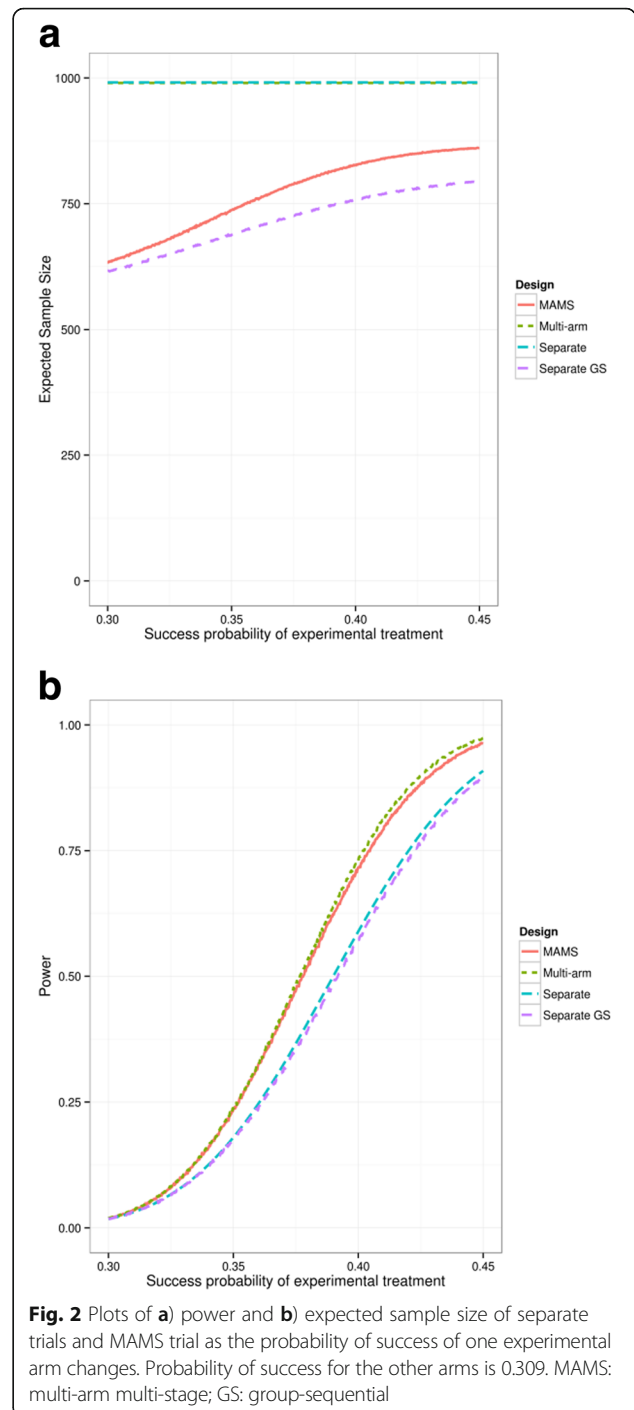 a
1000
750
500
250
0
Expected Sample Size
0.30 0.35 0.40 0.45
Success probability of experimental treatment
Design
MAMS
Multi-arm
Separate
Separate GS
b
1.00
0.75
0.50
0.25
0.00
Power
0.30 0.35 0.40 0.45
Success probability of experimental treatment
Design
MAMS
Multi-arm
Separate
Separate GS
Fig. 2 Plots of a) power and b) expected sample size of separate
trials and MAMS trial as the probability of success of one experimental
arm changes. Probability of success for the other arms is 0.309. MAMS:
multi-arm multi-stage; GS: group-sequential